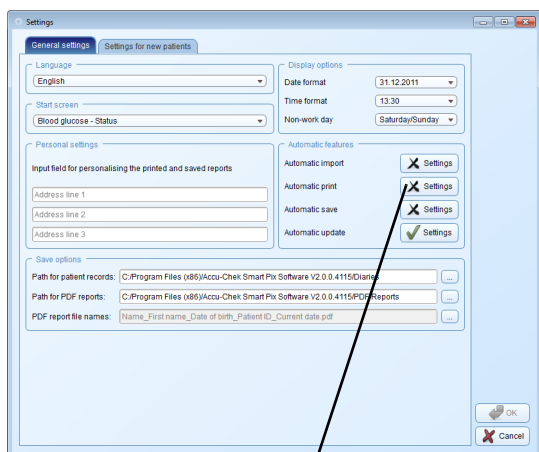 Settings
General settings
Settings for new patients
Language
English
Start screen
Blood glucose - Status
Display options
Date format 31.12.2011
Time format 13:30
Non-work day Saturday/Sunday
Personal settings
Input field for personalising the printed and saved reports
Address line 1
Address line 2
Address line 3
Automatic features
Automatic import Settings
Automatic print Settings
Automatic save Settings
Automatic update Settings
Save options
Path for patient records: C:/Program Files (x86)/Accu-Chek Smart Pix Software V2.0.0.4115/Diaries ...
Path for PDF reports: C:/Program Files (x86)/Accu-Chek Smart Pix Software V2.0.0.4115/PDF Reports ...
PDF report file names: Name_First name_Date of birth_Patient ID_Current date.pdf ...
OK
Cancel